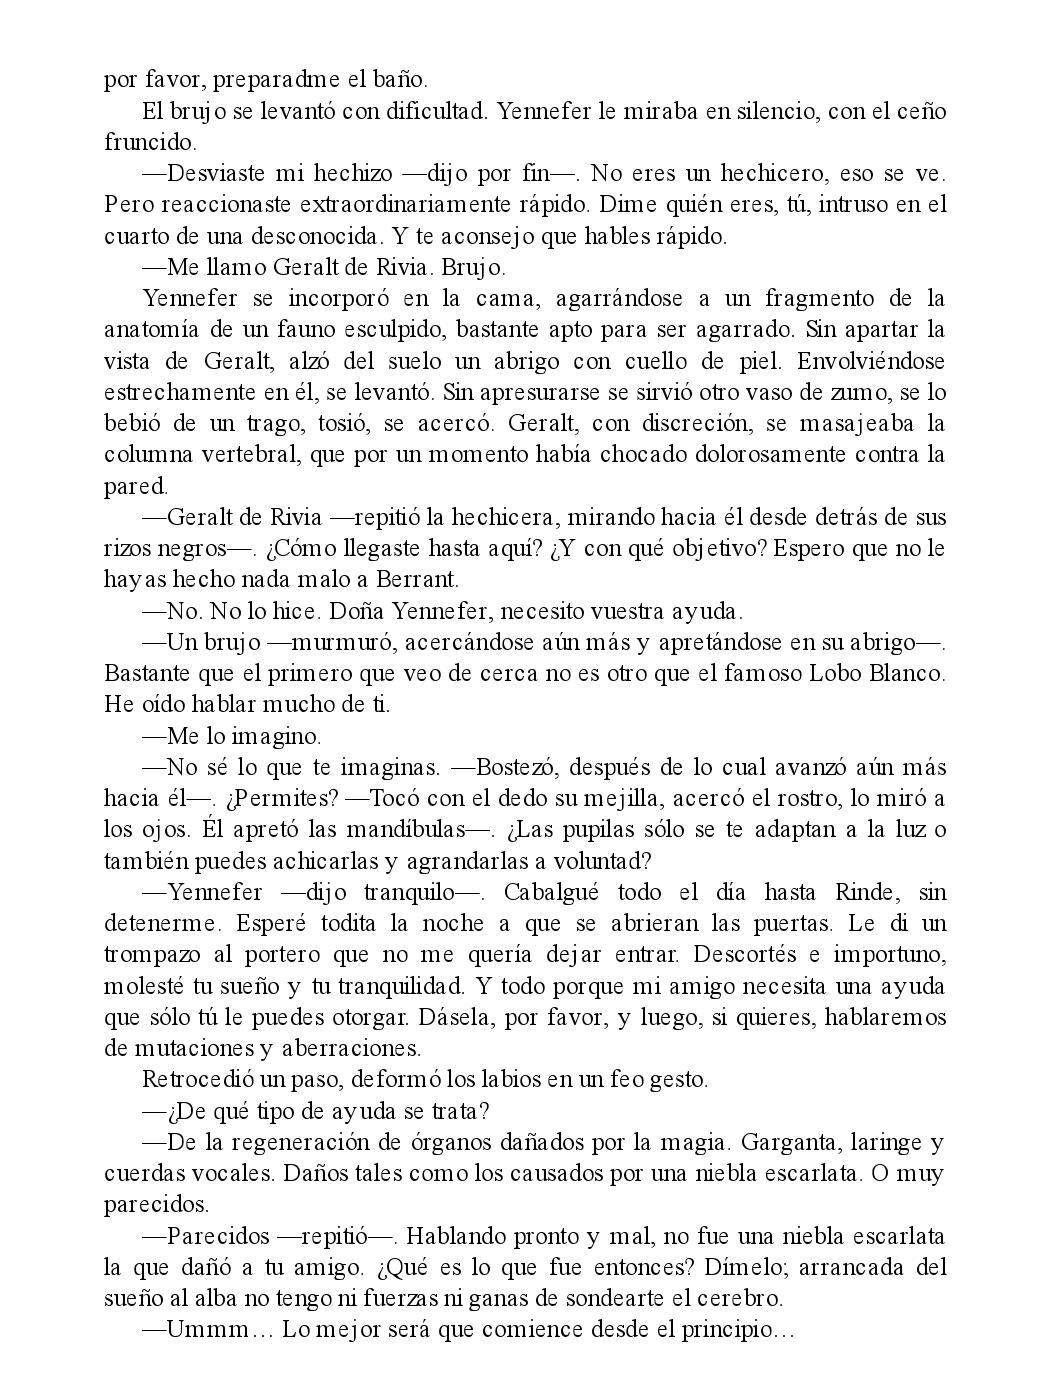 por favor, preparadme el baño.
El brujo se levantó con dificultad. Yennefer le miraba en silencio, con el ceño
fruncido.
—Desviaste mi hechizo —dijo por fin—. No eres un hechicero, eso se ve.
Pero reaccionaste extraordinariamente rápido. Dime quién eres, tú, intruso en el
cuarto de una desconocida. Y te aconsejo que hables rápido.
—Me llamo Geralt de Rivia. Brujo.
Yennefer se incorporó en la cama, agarrándose a un fragmento de la
anatomía de un fauno esculpido, bastante apto para ser agarrado. Sin apartar la
vista de Geralt, alzó del suelo un abrigo con cuello de piel. Envolviéndose
estrechamente en él, se levantó. Sin apresurarse se sirvió otro vaso de zumo, se lo
bebió de un trago, tosió, se acercó. Geralt, con discreción, se masajeaba la
columna vertebral, que por un momento había chocado dolorosamente contra la
pared.
—Geralt de Rivia —repitió la hechicera, mirando hacia él desde detrás de sus
rizos negros—. ¿Cómo llegaste hasta aquí? ¿Y con qué objetivo? Espero que no le
hayas hecho nada malo a Berrant.
—No. No lo hice. Doña Yennefer, necesito vuestra ayuda.
—Un brujo —murmuró, acercándose aún más y apretándose en su abrigo—.
Bastante que el primero que veo de cerca no es otro que el famoso Lobo Blanco.
He oído hablar mucho de ti.
—Me lo imagino.
—No sé lo que te imaginas. —Bostezó, después de lo cual avanzó aún más
hacia él—. ¿Permites? —Tocó con el dedo su mejilla, acercó el rostro, lo miró a
los ojos. Él apretó las mandíbulas—. ¿Las pupilas sólo se te adaptan a la luz o
también puedes achicarlas y agrandarlas a voluntad?
—Yennefer —dijo tranquilo—. Cabalgué todo el día hasta Rinde, sin
detenerme. Esperé todita la noche a que se abrieran las puertas. Le di un
trompazo al portero que no me quería dejar entrar. Descortés e importuno,
molesté tu sueño y tu tranquilidad. Y todo porque mi amigo necesita una ayuda
que sólo tú le puedes otorgar. Dásela, por favor, y luego, si quieres, hablaremos
de mutaciones y aberraciones.
Retrocedió un paso, deformó los labios en un feo gesto.
—¿De qué tipo de ayuda se trata?
—De la regeneración de órganos dañados por la magia. Garganta, laringe y
cuerdas vocales. Daños tales como los causados por una niebla escarlata. O muy
parecidos.
—Parecidos —repitió—. Hablando pronto y mal, no fue una niebla escarlata
la que dañó a tu amigo. ¿Qué es lo que fue entonces? Dímelo; arrancada del
sueño al alba no tengo ni fuerzas ni ganas de sondearte el cerebro.
—Ummm… Lo mejor será que comience desde el principio…